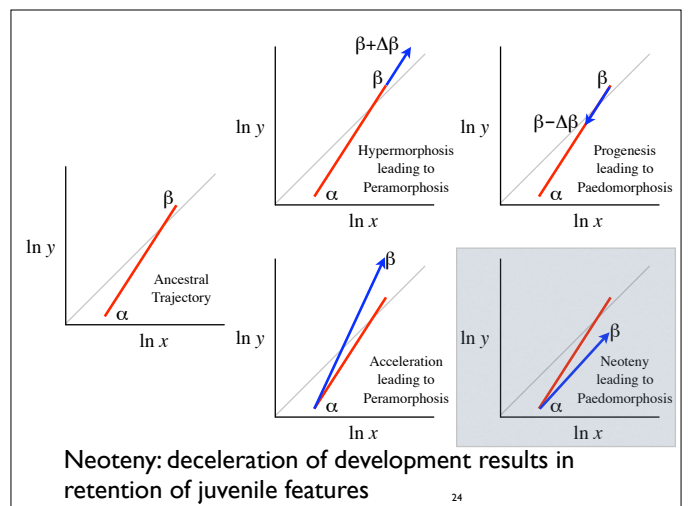 ln y
β
α
Ancestral
Trajectory
ln x
β+Δβ
β
ln y
Hypermorphosis
leading to
Peramorphosis
α
ln x
β
β−Δβ
ln y
Progenesis
leading to
Paedomorphosis
α
ln x
β
ln y
Acceleration
leading to
Peramorphosis
α
ln x
ln y
β
Neoteny
leading to
Paedomorphosis
α
ln x
Neoteny: deceleration of development results in
retention of juvenile features
24